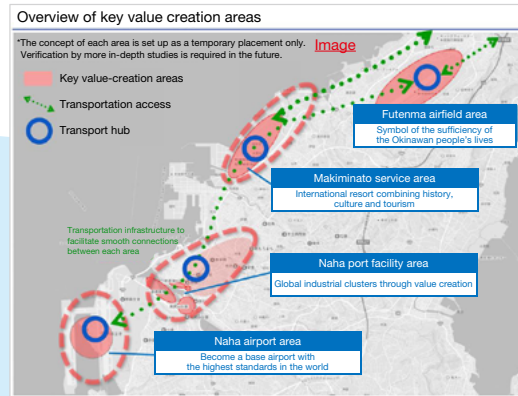 Overview of key value creation areas
*The concept of each area is set up as a temporary placement only.
Verification by more in-depth studies is required in the future.
Image
Key value-creation areas
Transportation access
Transport hub
Futenma airfield area
Symbol of the sufficiency of
the Okinawan people's lives
Makiminato service area
International resort combining history,
culture and tourism
Transportation infrastructure to
facilitate smooth connections
between each area
Naha port facility area
Global industrial clusters through value creation
Naha airport area
Become a base airport with
the highest standards in the world